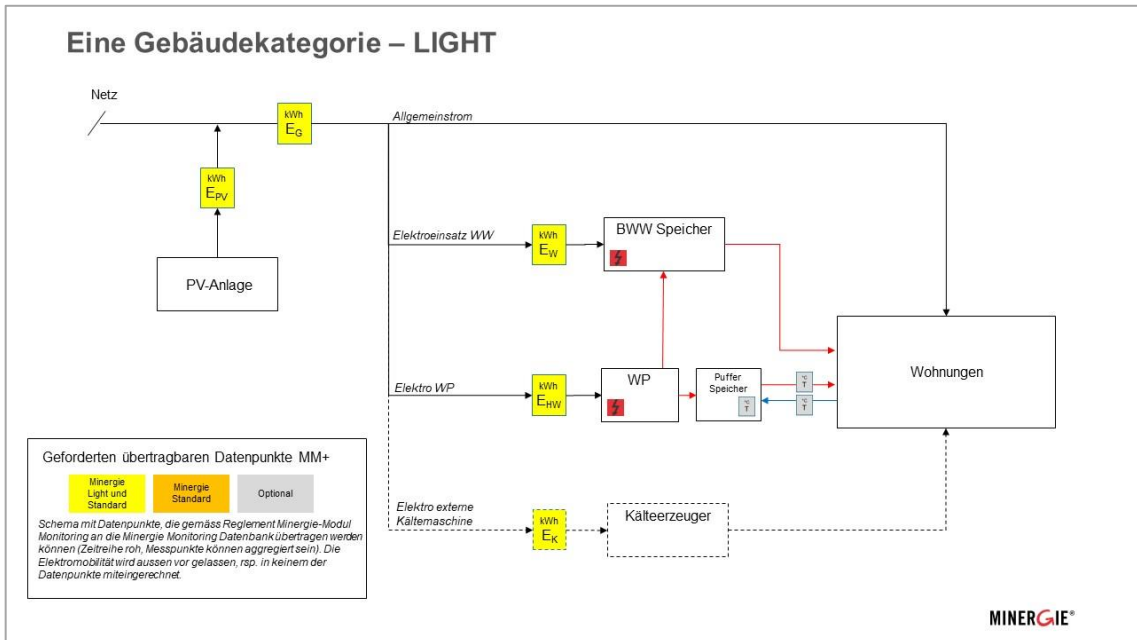 Eine Gebäudekategorie – LIGHT
Netz
kWh
EG
Allgemeinstrom
kWh
EPV
PV-Anlage
Elektroeinsatz WW
kWh
EW
BWW Speicher
Elektro WP
kWh
EHW
WP
Puffer
Speicher
°C
T
°C
T
°C
T
Wohnungen
Elektro externe
Kältemaschine
kWh
EK
Kälteerzeuger
Geforderten übertragbaren Datenpunkte MM+
Minergie
Light und
Standard
Minergie
Standard
Optional
Schema mit Datenpunkte, die gemäss Reglement Minergie-Modul
Monitoring an die Minergie Monitoring Datenbank übertragen werden
können (Zeitreihe roh, Messpunkte können aggregiert sein). Die
Elektromobilität wird aussen vor gelassen, rsp. in keinem der
Datenpunkte miteingerechnet.
MINERGIE®